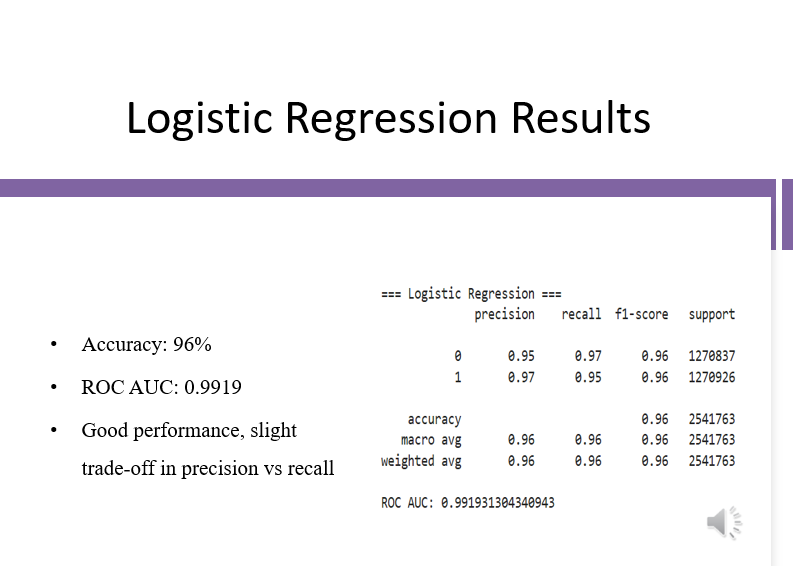 Logistic Regression Results
• Accuracy: 96%
• ROC AUC: 0.9919
• Good performance, slight
trade-off in precision vs recall
=== Logistic Regression ===
precision recall f1-score support
0 0.95 0.97 0.96 1270837
1 0.97 0.95 0.96 1270926
accuracy 0.96 2541763
macro avg 0.96 0.96 0.96 2541763
weighted avg 0.96 0.96 0.96 2541763
ROC AUC: 0.991931304340943